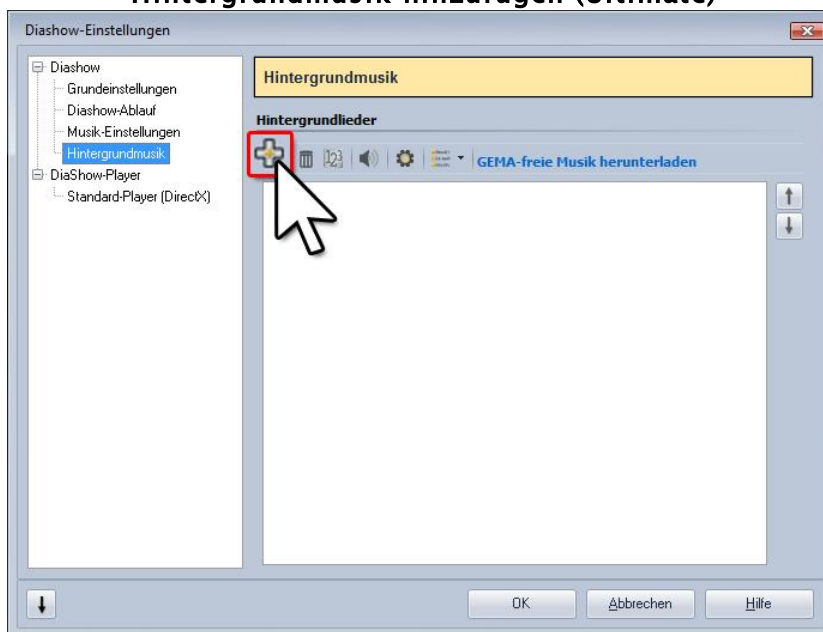 Hintergrundmusik hinzufügen (Ultimate)
Diashow-Einstellungen
Diashow
Grundeinstellungen
Diashow-Ablauf
Musik-Einstellungen
Hintergrundmusik
DiaShow-Player
Standard-Player (DirectX)
Hintergrundmusik
Hintergrundlieder
GEMA-freie Musik herunterladen
OK
Abbrechen
Hilfe